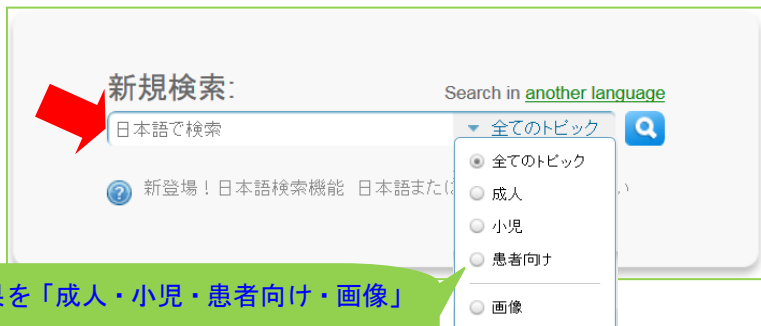 新規検索:
Search in another language
日本語で検索
全てのトピック
全てのトピック
新登場！日本語検索機能 日本語または
い
成人
小児
患者向け
果を「成人・小児・患者向け・画像」
画像